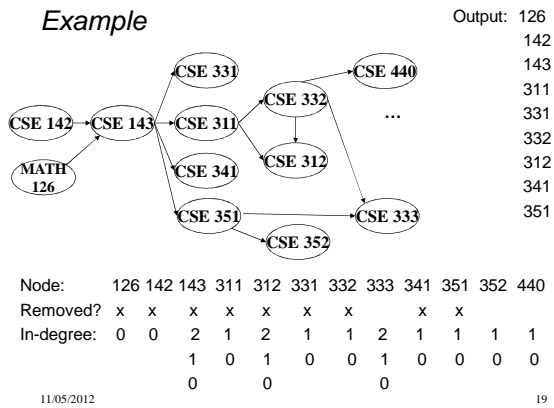 Example
Output: 126
142
143
311
331
332
312
341
351
CSE 331
CSE 440
CSE 332
CSE 142
CSE 143
CSE 311
...
MATH
126
CSE 341
CSE 312
CSE 351
CSE 333
CSE 352
Node: 126 142 143 311 312 331 332 333 341 351 352 440
Removed? x x x x x x x x x
In-degree: 0 0 2 1 2 1 1 2 1 1 1 1
1 0 1 0 0 1 0 0 0 0
0 0 0
11/05/2012
19